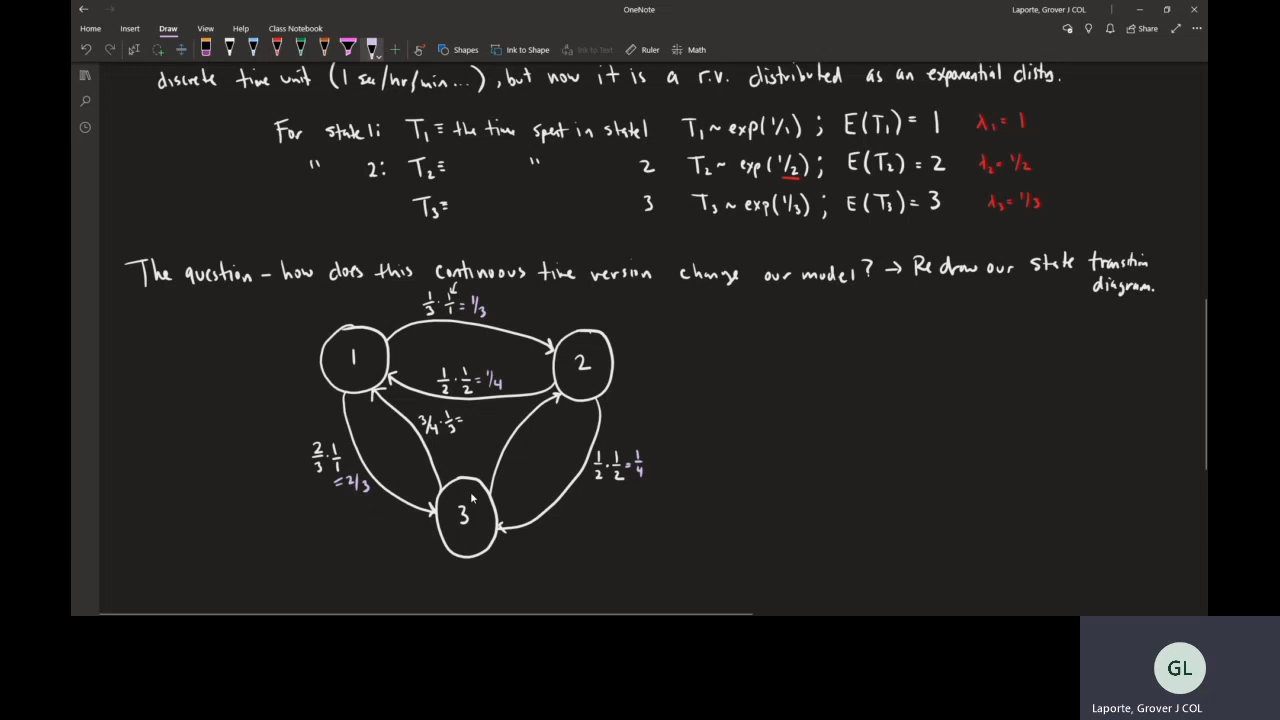 OneNote
Laporte, Grover J COL
Home Insert Draw View Help Class Notebook
Share
Shapes Ink to Shape Ink to Text Ruler Math
discrete time unit (1 sec/hr/min...), but now it is a r.v. distributed as an exponential distn.
For state 1: T₁ ≡ the time spent in state 1 T₁ ~ exp(1/1) ; E(T₁) = 1 λ₁ = 1
" 2: T₂ ≡ " 2 T₂ ~ exp(1/2) ; E(T₂) = 2 λ₂ = 1/2
T₃ ≡ 3 T₃ ~ exp(1/3) ; E(T₃) = 3 λ₃ = 1/3
The question – how does this continuous time version change our model? → Redraw our state transition
diagram.
1/3 · 1/1 = 1/3
1
2
1/2 · 1/2 = 1/4
3/4 · 1/3 =
2/3 · 1/1
= 2/3
1/2 · 1/2 = 1/4
3
GL
Laporte, Grover J COL